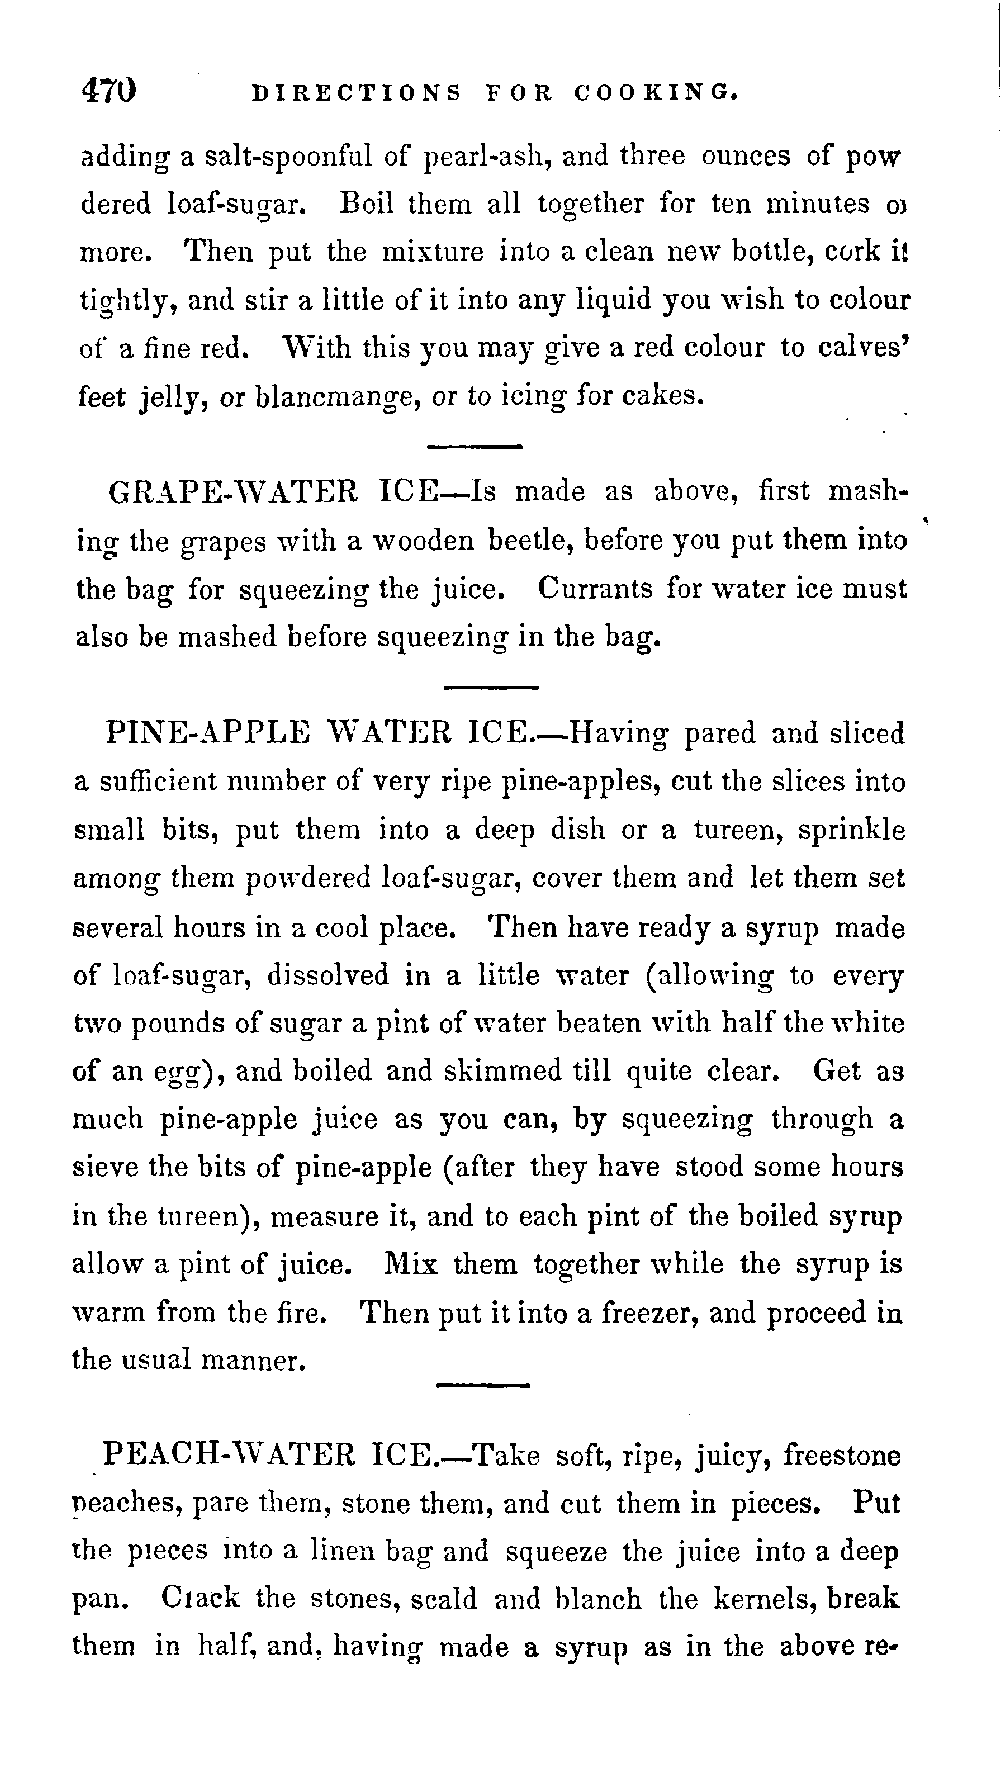 470 DIRECTIONS FOR COOKING.
adding a salt-spoonful of pearl-ash, and three ounces of pow
dered loaf-sugar. Boil them all together for ten minutes or
more. Then put the mixture into a clean new bottle, cork it
tightly, and stir a little of it into any liquid you wish to colour
of a fine red. With this you may give a red colour to calves’
feet jelly, or blancmange, or to icing for cakes.
GRAPE-WATER ICE—Is made as above, first mash-
ing the grapes with a wooden beetle, before you put them into
the bag for squeezing the juice. Currants for water ice must
also be mashed before squeezing in the bag.
PINE-APPLE WATER ICE.—Having pared and sliced
a sufficient number of very ripe pine-apples, cut the slices into
small bits, put them into a deep dish or a tureen, sprinkle
among them powdered loaf-sugar, cover them and let them set
several hours in a cool place. Then have ready a syrup made
of loaf-sugar, dissolved in a little water (allowing to every
two pounds of sugar a pint of water beaten with half the white
of an egg), and boiled and skimmed till quite clear. Get as
much pine-apple juice as you can, by squeezing through a
sieve the bits of pine-apple (after they have stood some hours
in the tureen), measure it, and to each pint of the boiled syrup
allow a pint of juice. Mix them together while the syrup is
warm from the fire. Then put it into a freezer, and proceed in
the usual manner.
PEACH-WATER ICE.—Take soft, ripe, juicy, freestone
peaches, pare them, stone them, and cut them in pieces. Put
the pieces into a linen bag and squeeze the juice into a deep
pan. Crack the stones, scald and blanch the kernels, break
them in half, and, having made a syrup as in the above re-